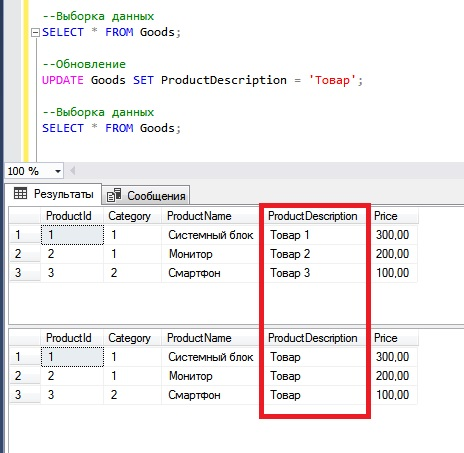 --Выборка данных
SELECT * FROM Goods;
--Обновление
UPDATE Goods SET ProductDescription = 'Товар';
--Выборка данных
SELECT * FROM Goods;
100 %
Результаты Сообщения
ProductId Category ProductName ProductDescription Price
1 1 1 Системный блок Товар 1 300,00
2 2 1 Монитор Товар 2 200,00
3 3 2 Смартфон Товар 3 100,00
ProductId Category ProductName ProductDescription Price
1 1 1 Системный блок Товар 300,00
2 2 1 Монитор Товар 200,00
3 3 2 Смартфон Товар 100,00